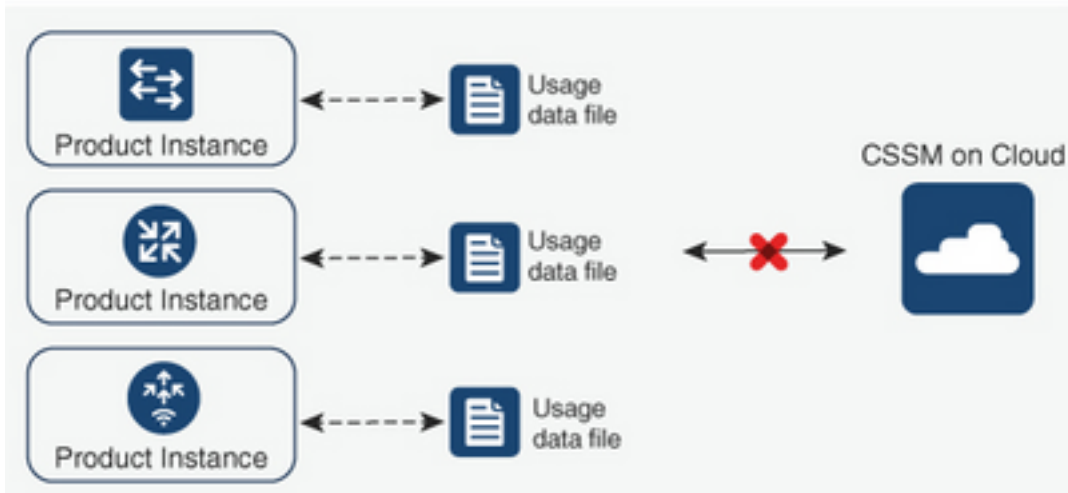 Product Instance
Usage
data file
Product Instance
Usage
data file
Product Instance
Usage
data file
CSSM on Cloud